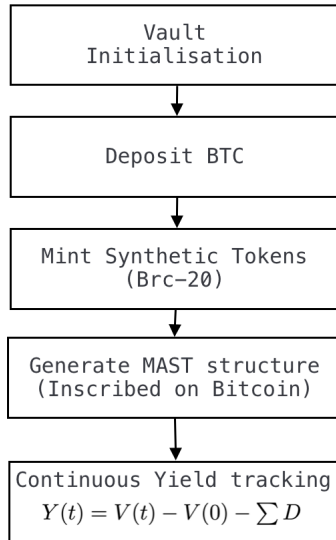 Vault
Initialisation
Deposit BTC
Mint Synthetic Tokens
(Brc-20)
Generate MAST structure
(Inscribed on Bitcoin)
Continuous Yield tracking
Y(t) = V(t) − V(0) − ∑ D